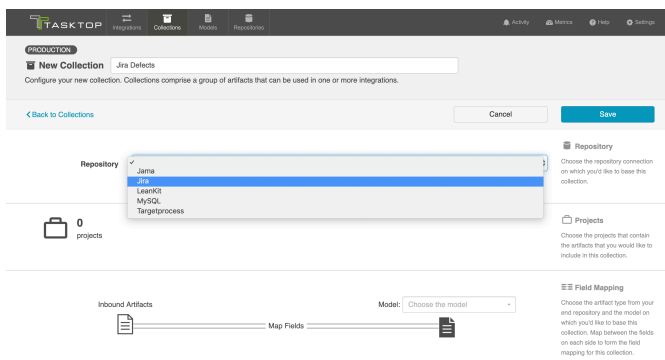 TASKTOP
Integrations
Collections
Models
Repositories
Activity
Metrics
Help
Settings
PRODUCTION
New Collection
Jira Defects
Configure your new collection. Collections comprise a group of artifacts that can be used in one or more integrations.
Back to Collections
Cancel
Save
Repository
Jama
Jira
LeanKit
MySQL
Targetprocess
Repository
Choose the repository connection
on which you'd like to base this
collection.
0
projects
Projects
Choose the projects that contain
the artifacts that you would like to
include in this collection.
Inbound Artifacts
Model: Choose the model
Map Fields
Field Mapping
Choose the artifact type from your
end repository and the model on
which you'd like to base this
collection. Map between the fields
on each side to form the field
mapping for this collection.